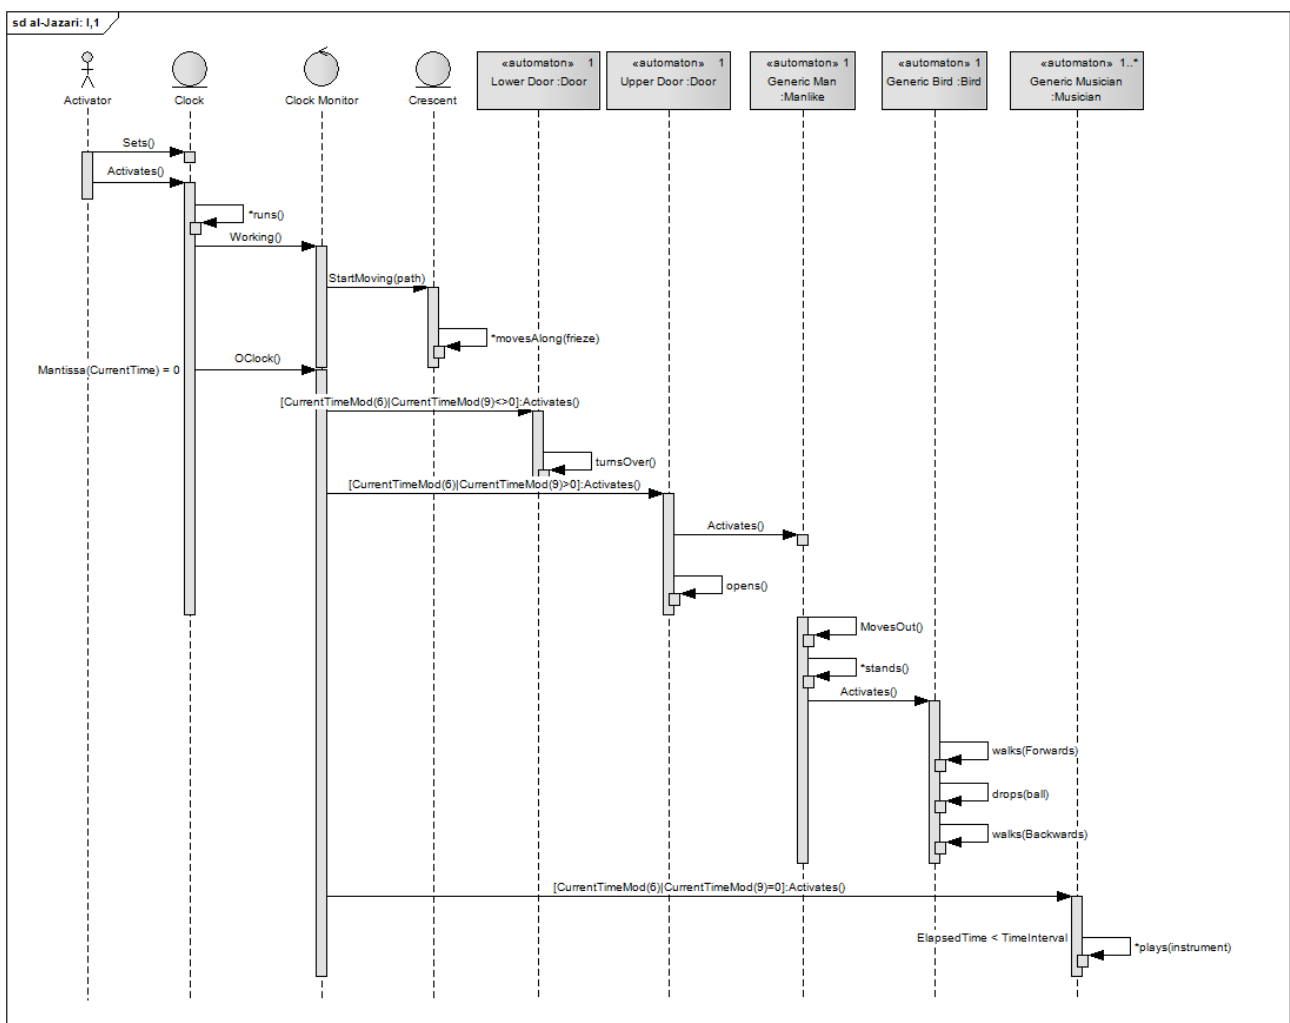 sd al-Jazari: I,1
Activator
Clock
Clock Monitor
Crescent
«automaton» 1
Lower Door :Door
«automaton» 1
Upper Door :Door
«automaton» 1
Generic Man
:Manlike
«automaton» 1
Generic Bird :Bird
«automaton» 1..*
Generic Musician
:Musician
Sets()
Activates()
*runs()
Working()
StartMoving(path)
*movesAlong(frieze)
OClock()
Mantissa(CurrentTime) = 0
[CurrentTimeMod(6)|CurrentTimeMod(9)<>0]:Activates()
turnsOver()
[CurrentTimeMod(6)|CurrentTimeMod(9)>0]:Activates()
Activates()
opens()
MovesOut()
*stands()
Activates()
walks(Forwards)
drops(ball)
walks(Backwards)
[CurrentTimeMod(6)|CurrentTimeMod(9)=0]:Activates()
ElapsedTime < TimeInterval
*plays(instrument)